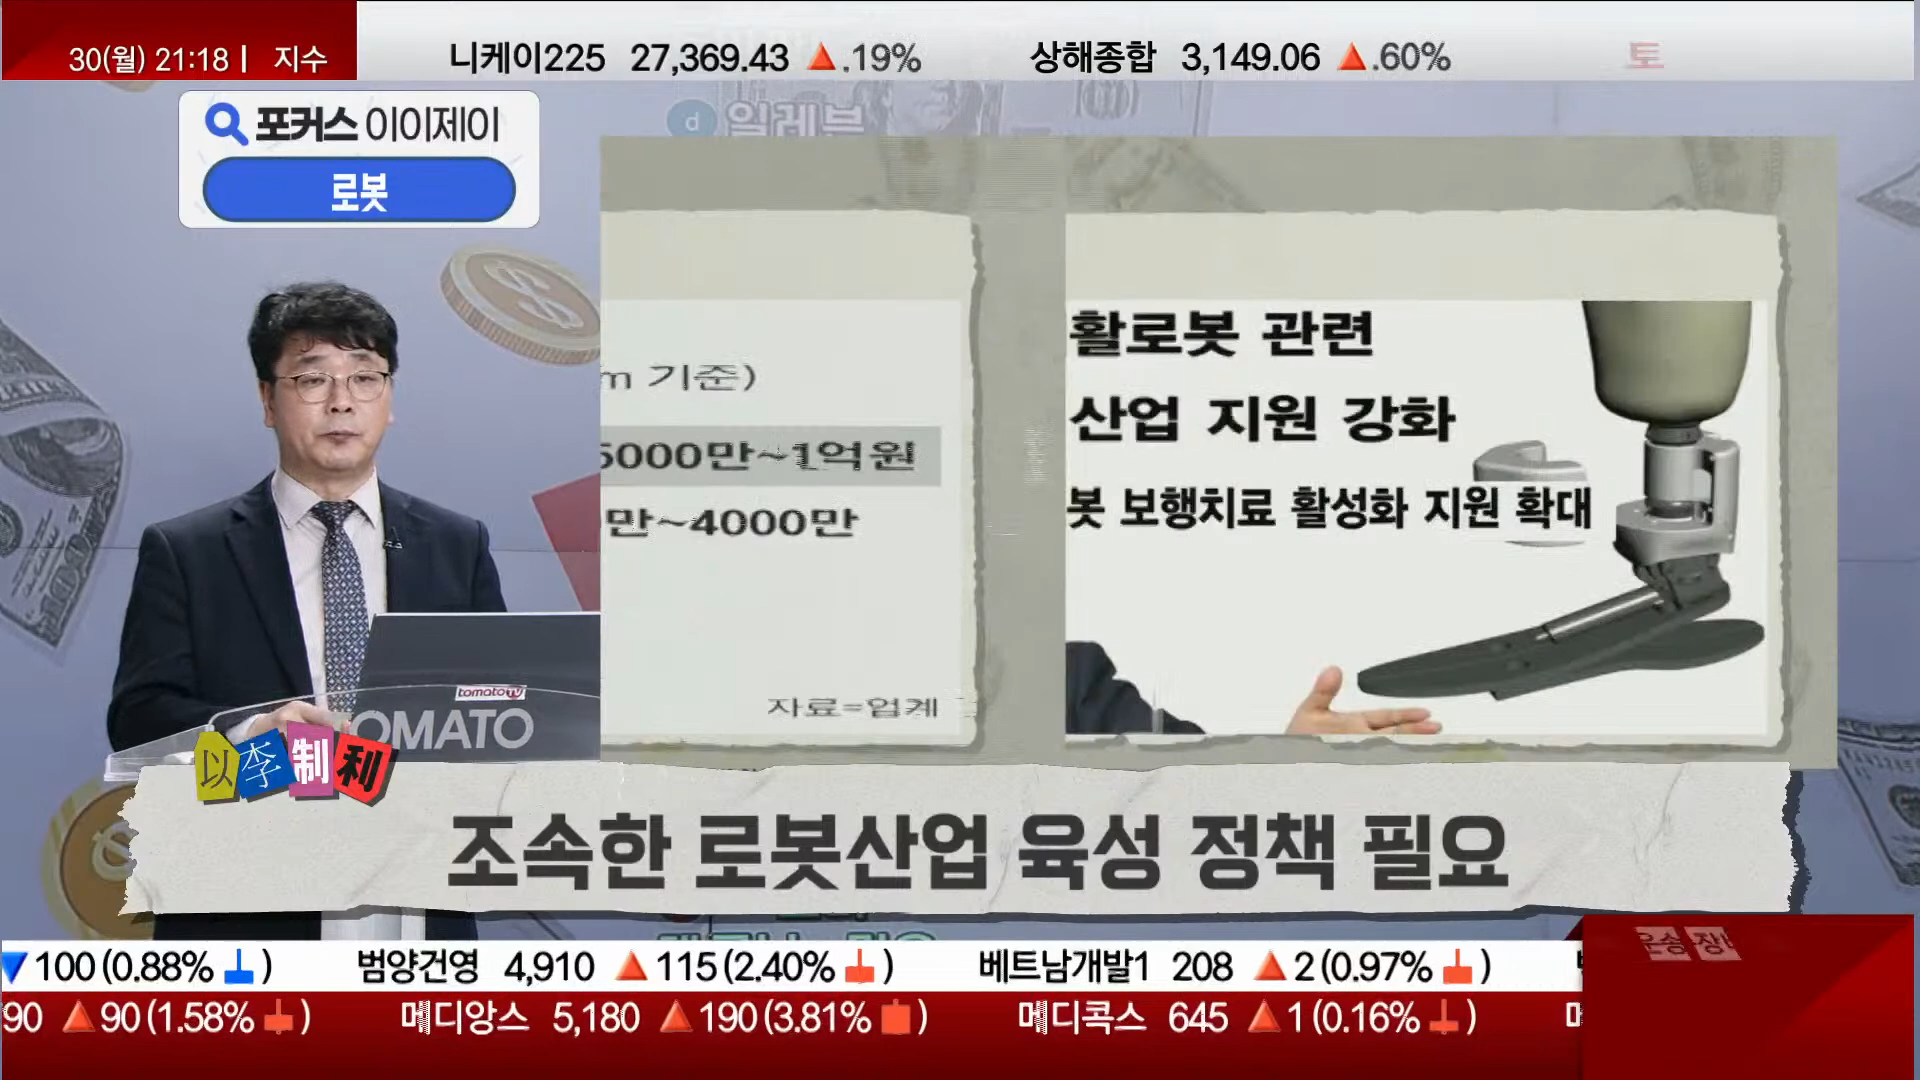 30(월) 21:18 | 지수
니케이225 27,369.43 ▲.19%
상해종합 3,149.06 ▲.60%
토
포커스 이이제이
로봇
d 일레븐
m 기준)
5000만~1억원
만~4000만
자료=업계
활로봇 관련
산업 지원 강화
봇 보행치료 활성화 지원 확대
tomatoTV
TOMATO
以李制利
조속한 로봇산업 육성 정책 필요
▼100(0.88% )
범양건영 4,910 ▲115(2.40% )
베트남개발1 208 ▲2(0.97% )
90 ▲90(1.58% )
메디앙스 5,180 ▲190(3.81% )
메디콕스 645 ▲1(0.16% )